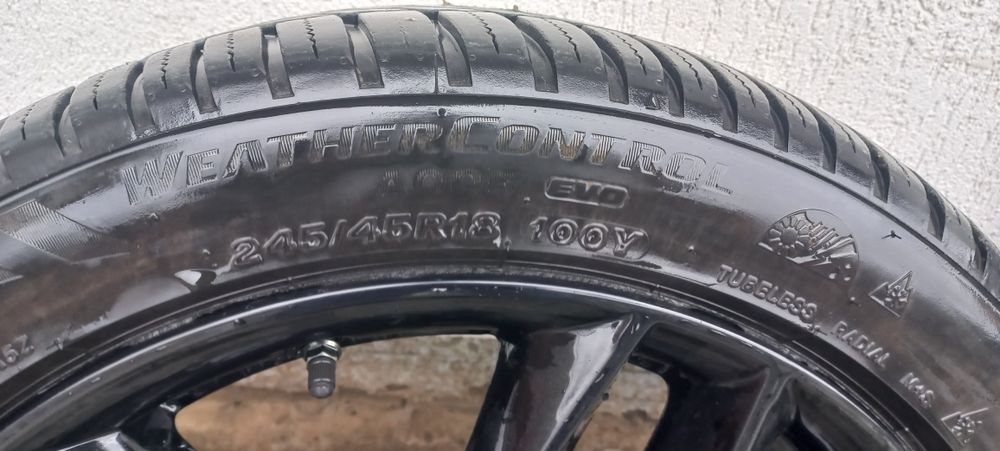 WEATHERCONTROL
A005 EVO
245/45R18 100Y
TUBELESS RADIAL M+S